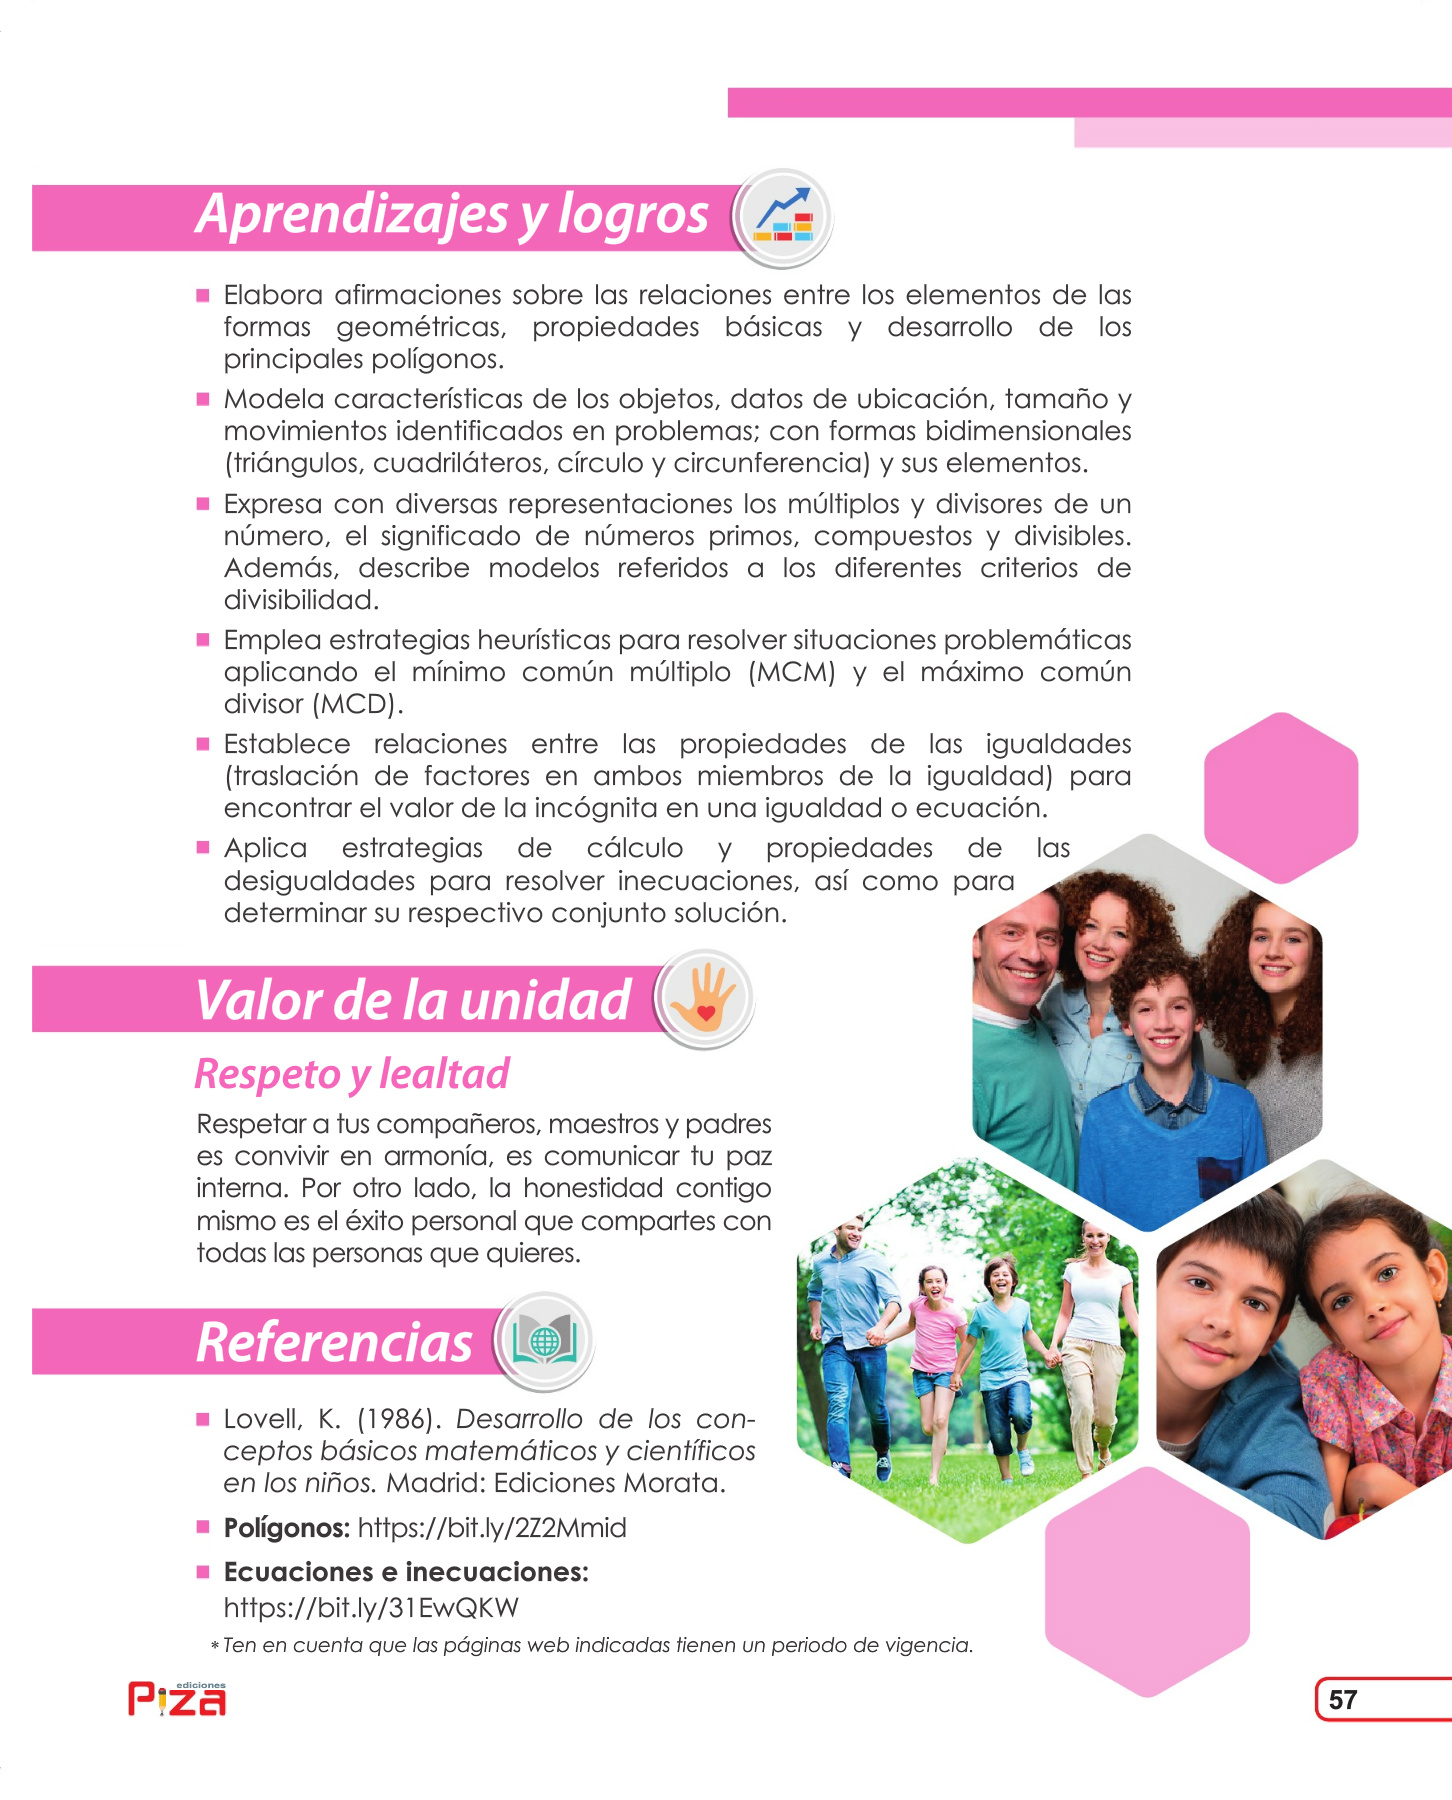 Aprendizajes y logros
Elabora afirmaciones sobre las relaciones entre los elementos de las
formas geométricas, propiedades básicas y desarrollo de los
principales polígonos.
Modela características de los objetos, datos de ubicación, tamaño y
movimientos identificados en problemas; con formas bidimensionales
(triángulos, cuadriláteros, círculo y circunferencia) y sus elementos.
Expresa con diversas representaciones los múltiplos y divisores de un
número, el significado de números primos, compuestos y divisibles.
Además, describe modelos referidos a los diferentes criterios de
divisibilidad.
Emplea estrategias heurísticas para resolver situaciones problemáticas
aplicando el mínimo común múltiplo (MCM) y el máximo común
divisor (MCD).
Establece relaciones entre las propiedades de las igualdades
(traslación de factores en ambos miembros de la igualdad) para
encontrar el valor de la incógnita en una igualdad o ecuación.
Aplica estrategias de cálculo y propiedades de las
desigualdades para resolver inecuaciones, así como para
determinar su respectivo conjunto solución.
Valor de la unidad
Respeto y lealtad
Respetar a tus compañeros, maestros y padres
es convivir en armonía, es comunicar tu paz
interna. Por otro lado, la honestidad contigo
mismo es el éxito personal que compartes con
todas las personas que quieres.
Referencias
Lovell, K. (1986). Desarrollo de los con-
ceptos básicos matemáticos y científicos
en los niños. Madrid: Ediciones Morata.
Polígonos: https://bit.ly/2Z2Mmid
Ecuaciones e inecuaciones:
https://bit.ly/31EwQKW
* Ten en cuenta que las páginas web indicadas tienen un periodo de vigencia.
ediciones
Piza
57